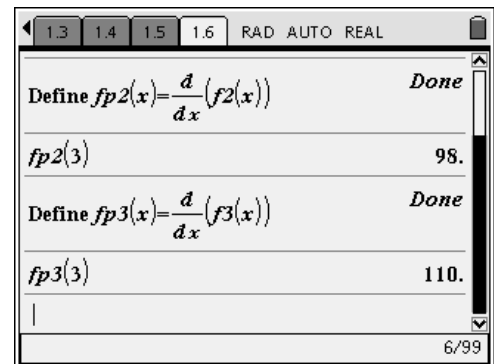 1.3 1.4 1.5 1.6 RAD AUTO REAL
Define fp2(x)=d/dx(f2(x)) Done
fp2(3) 98.
Define fp3(x)=d/dx(f3(x)) Done
fp3(3) 110.
6/99